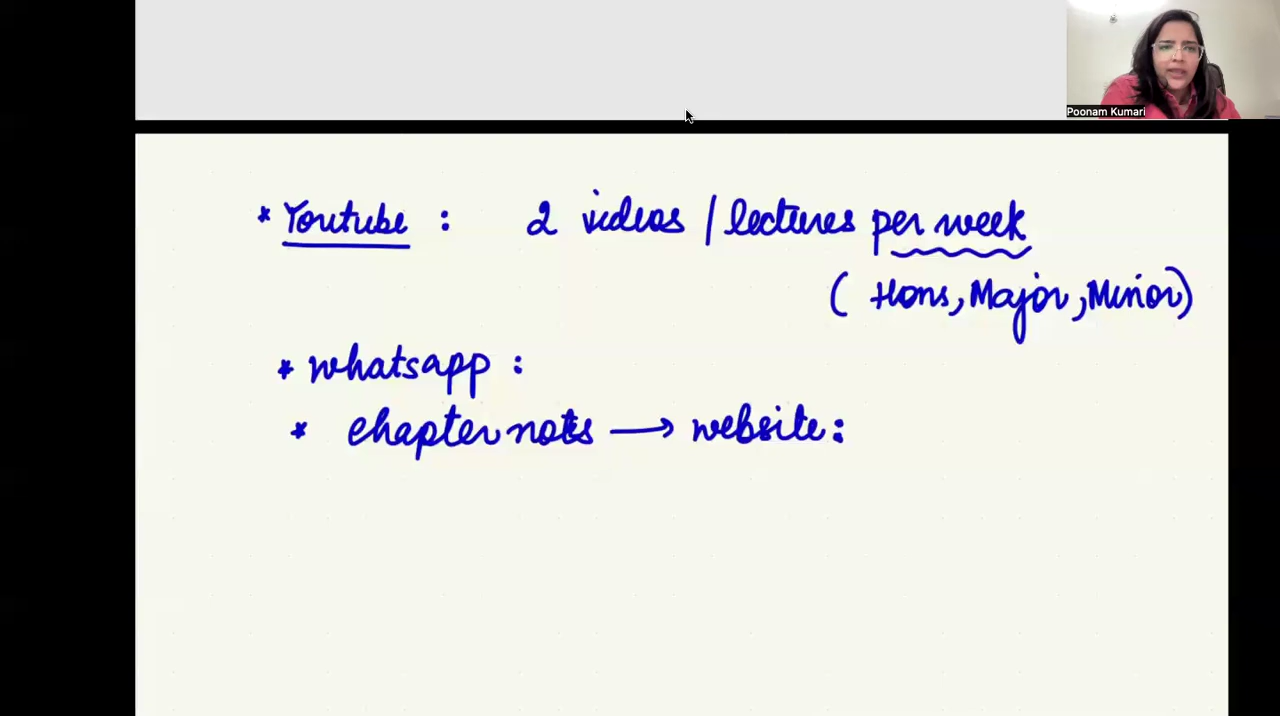 Poonam Kumari
* Youtube : 2 videos / lectures per week
( Hons, Major, Minor)
* whatsapp :
* chapter notes → website :